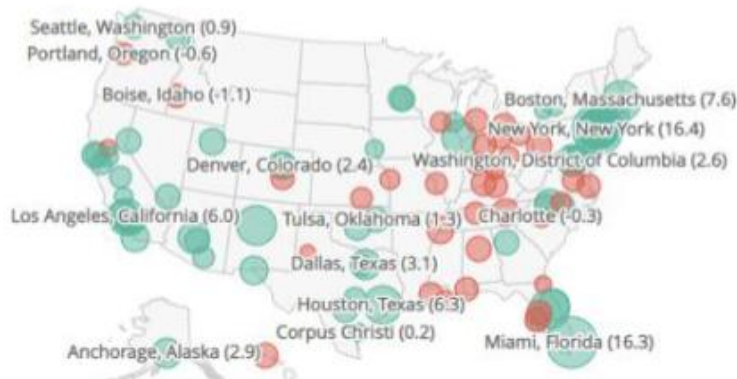 Seattle, Washington (0.9)
Portland, Oregon (-0.6)
Boise, Idaho (-1.1)
Boston, Massachusetts (7.6)
New York, New York (16.4)
Denver, Colorado (2.4)
Washington, District of Columbia (2.6)
Los Angeles, California (6.0)
Tulsa, Oklahoma (1.3)
Charlotte (-0.3)
Dallas, Texas (3.1)
Houston, Texas (6.3)
Corpus Christi (0.2)
Miami, Florida (16.3)
Anchorage, Alaska (2.9)